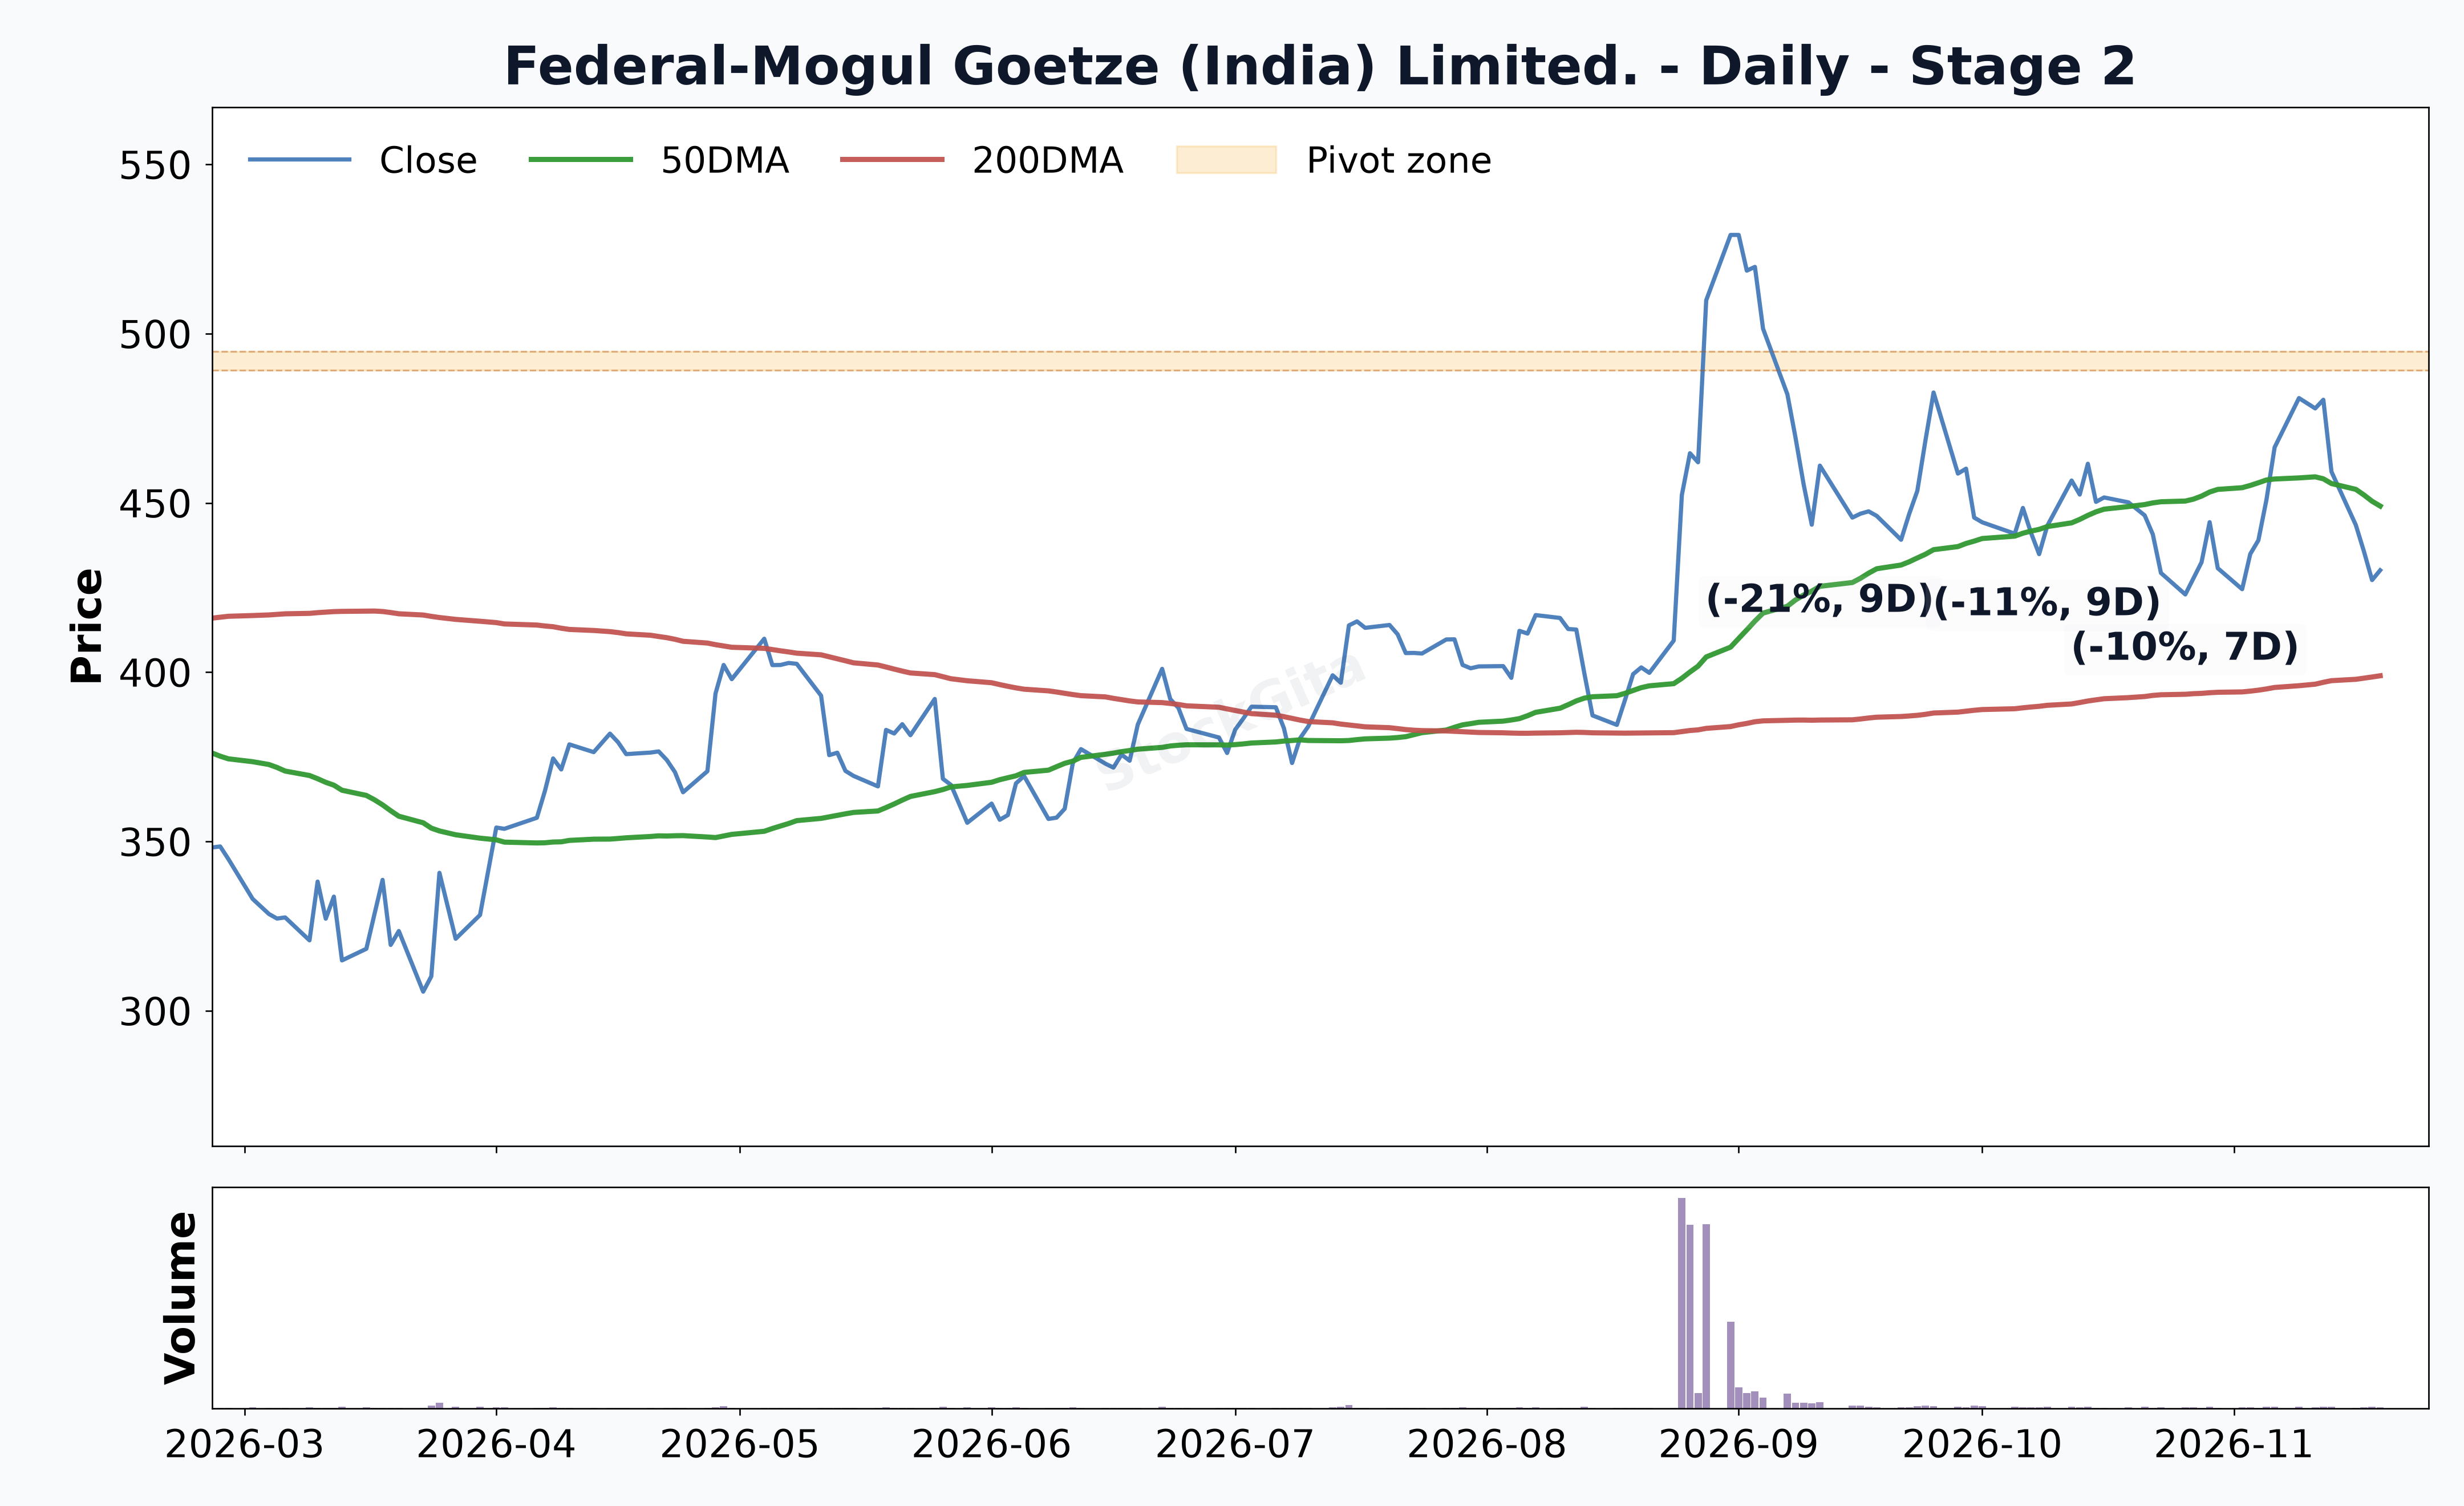 Federal-Mogul Goetze (India) Limited. - Daily - Stage 2
Close 50DMA 200DMA Pivot zone
550
500
450
400
350
300
Price
(-21%, 9D)
(-11%, 9D)
(-10%, 7D)
StockGita
Volume
2026-03 2026-04 2026-05 2026-06 2026-07 2026-08 2026-09 2026-10 2026-11